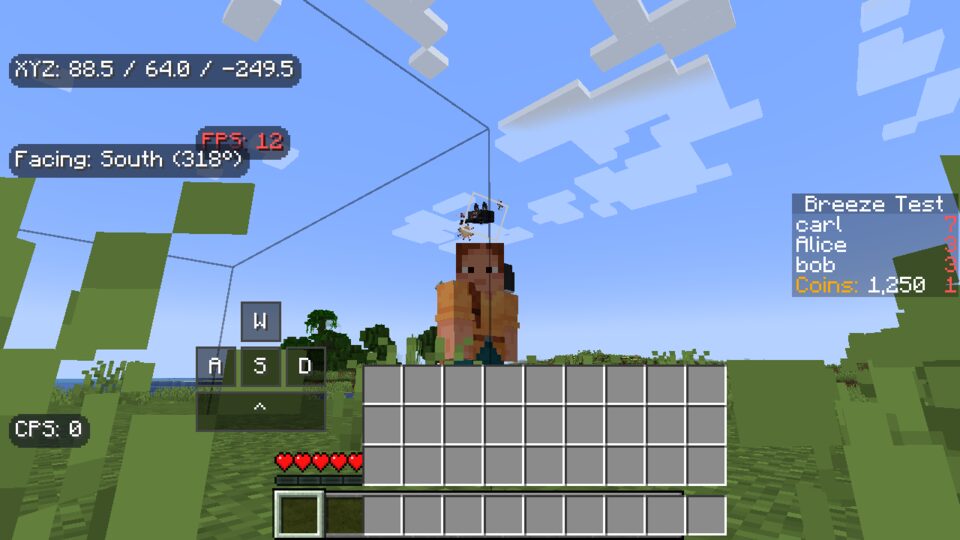 XYZ: 88.5 / 64.0 / -249.5
FPS: 12
Facing: South (318°)
Breeze Test
carl 7
Alice 3
bob 3
Coins: 1,250 1
W
A S D
^
CPS: 0